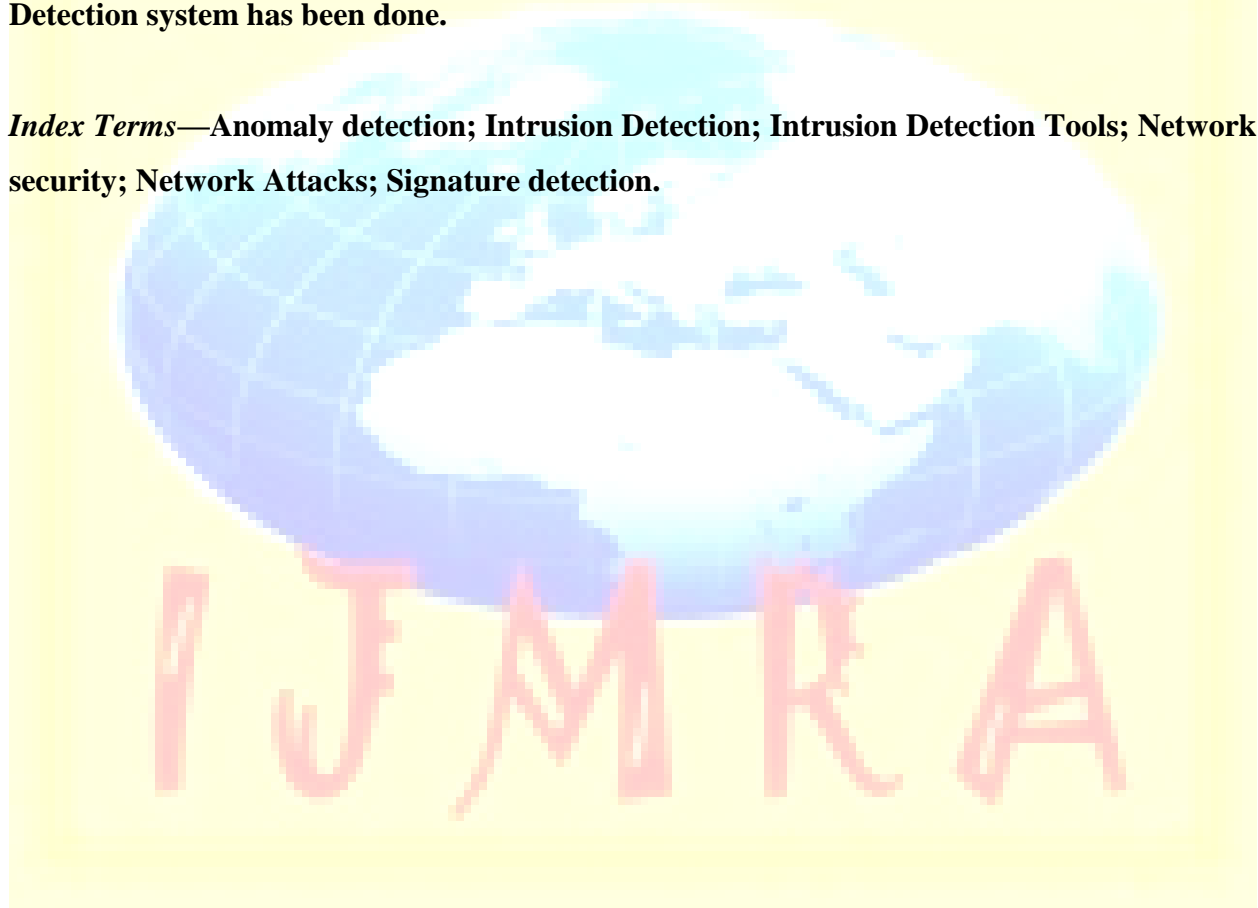 Detection system has been done.
Index Terms—Anomaly detection; Intrusion Detection; Intrusion Detection Tools; Network
security; Network Attacks; Signature detection.
IJMRA